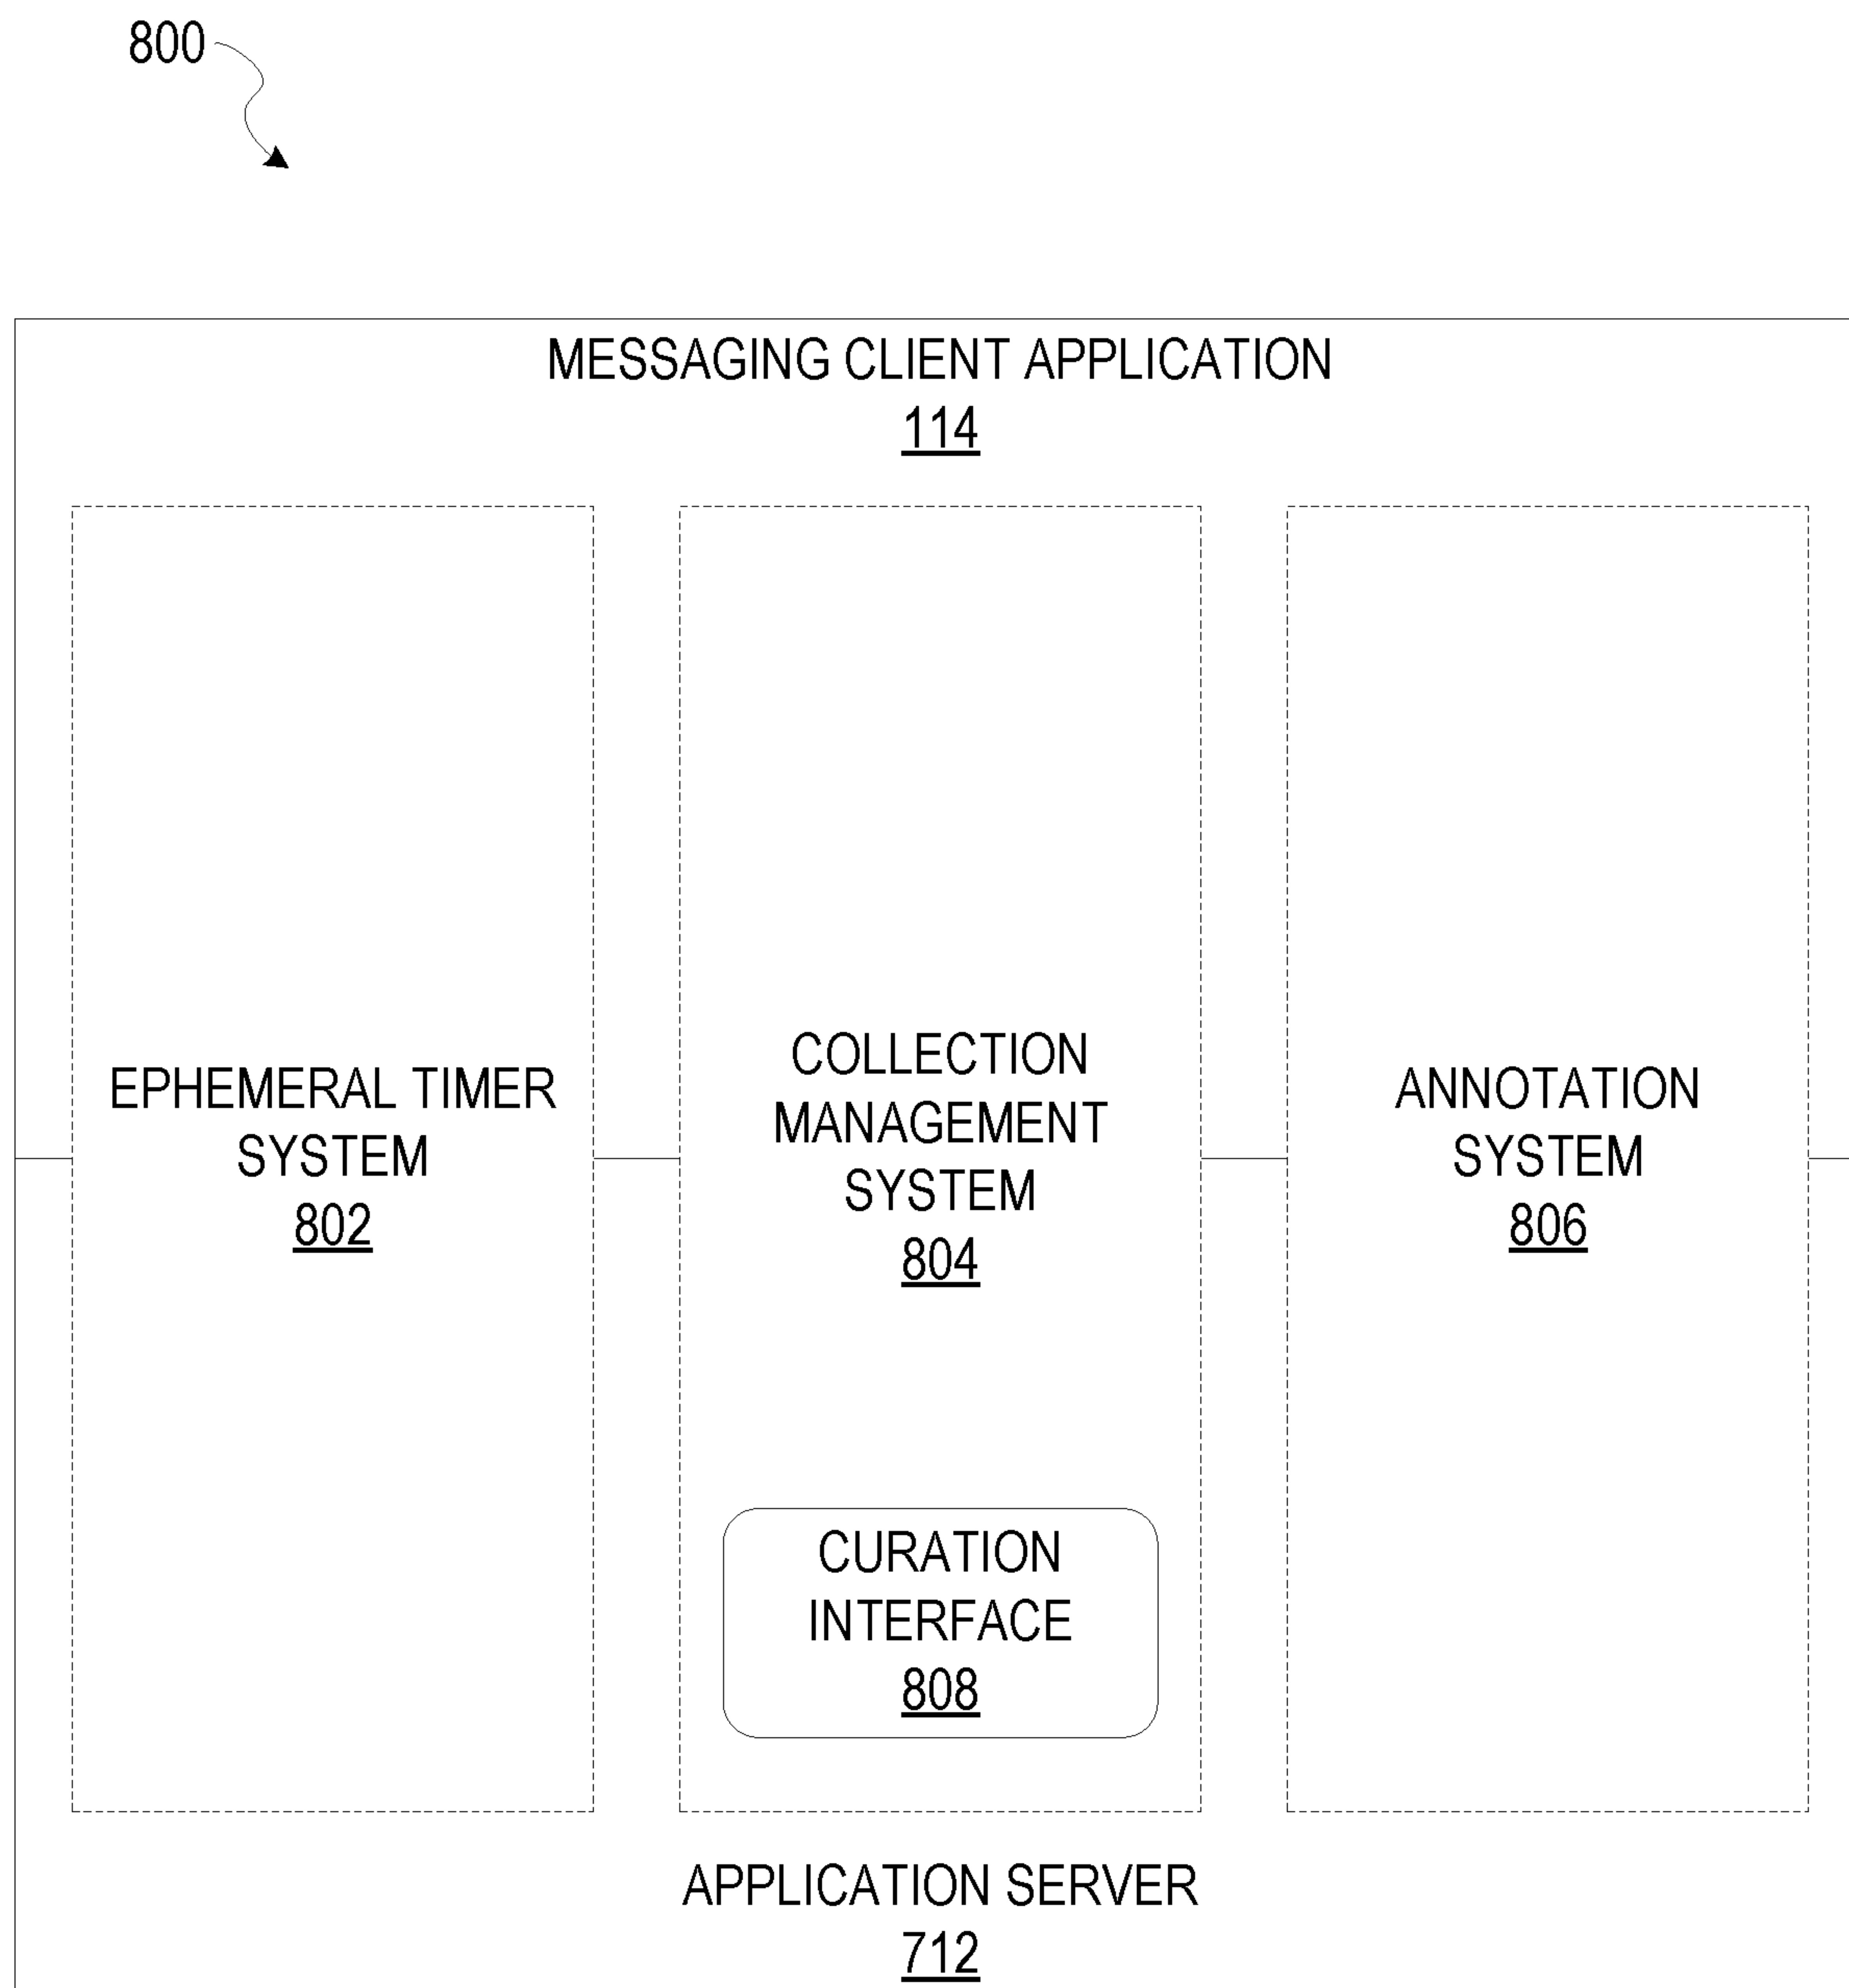 800
MESSAGING CLIENT APPLICATION
114
EPHEMERAL TIMER
SYSTEM
802
COLLECTION
MANAGEMENT
SYSTEM
804
ANNOTATION
SYSTEM
806
CURATION
INTERFACE
808
APPLICATION SERVER
712